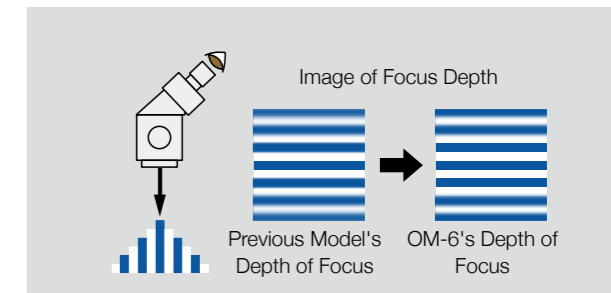 Image of Focus Depth
Previous Model's
Depth of Focus
OM-6's Depth of
Focus